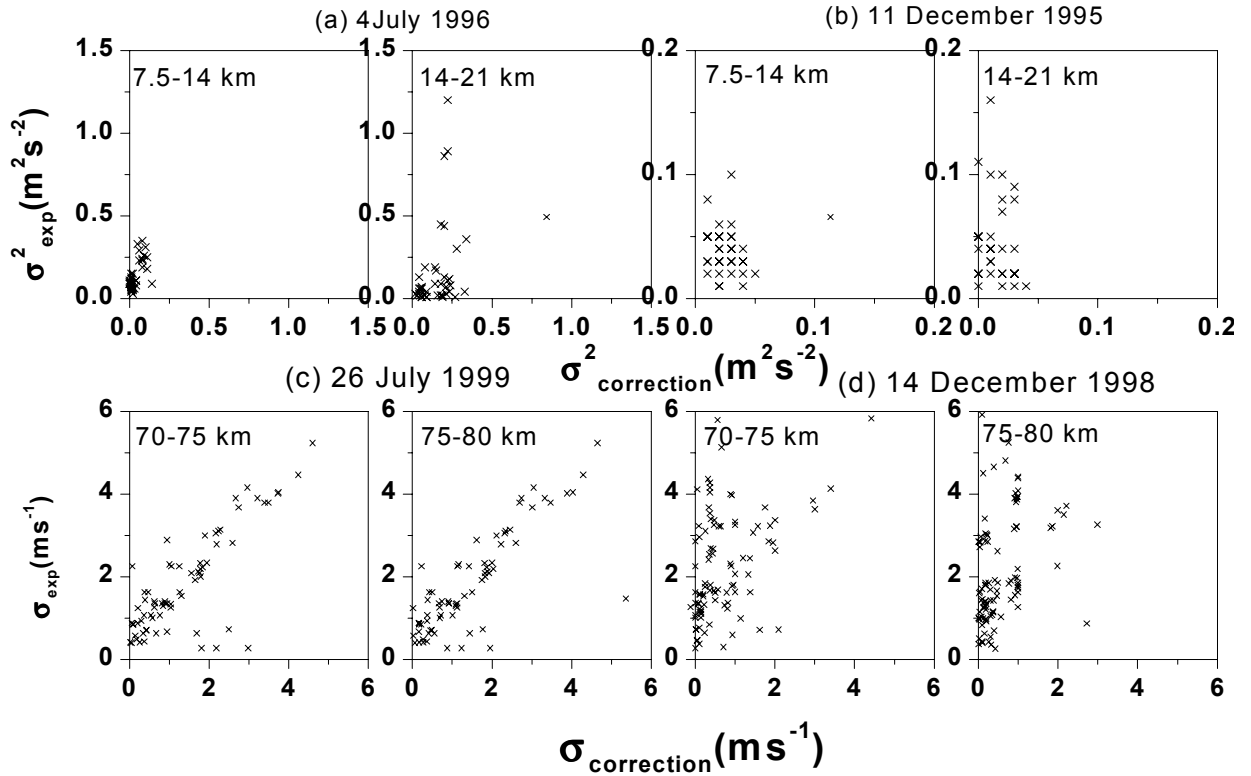 (a) 4July 1996
(b) 11 December 1995
1.5
1.0
0.5
0.0
7.5-14 km
0.0 0.5 1.0 1.5
1.5
1.0
0.5
0.0
14-21 km
0.0 0.5 1.0 1.5
0.2
0.1
0.0
7.5-14 km
0.0 0.1 0.2
0.2
0.1
0.0
14-21 km
0.0 0.1 0.2
σ²exp(m²s⁻²)
σ²correction(m²s⁻²)
(c) 26 July 1999
(d) 14 December 1998
6
4
2
0
70-75 km
0 2 4 6
6
4
2
0
75-80 km
0 2 4 6
6
4
2
0
70-75 km
0 2 4 6
6
4
2
0
75-80 km
0 2 4 6
σexp(ms⁻¹)
σcorrection(ms⁻¹)